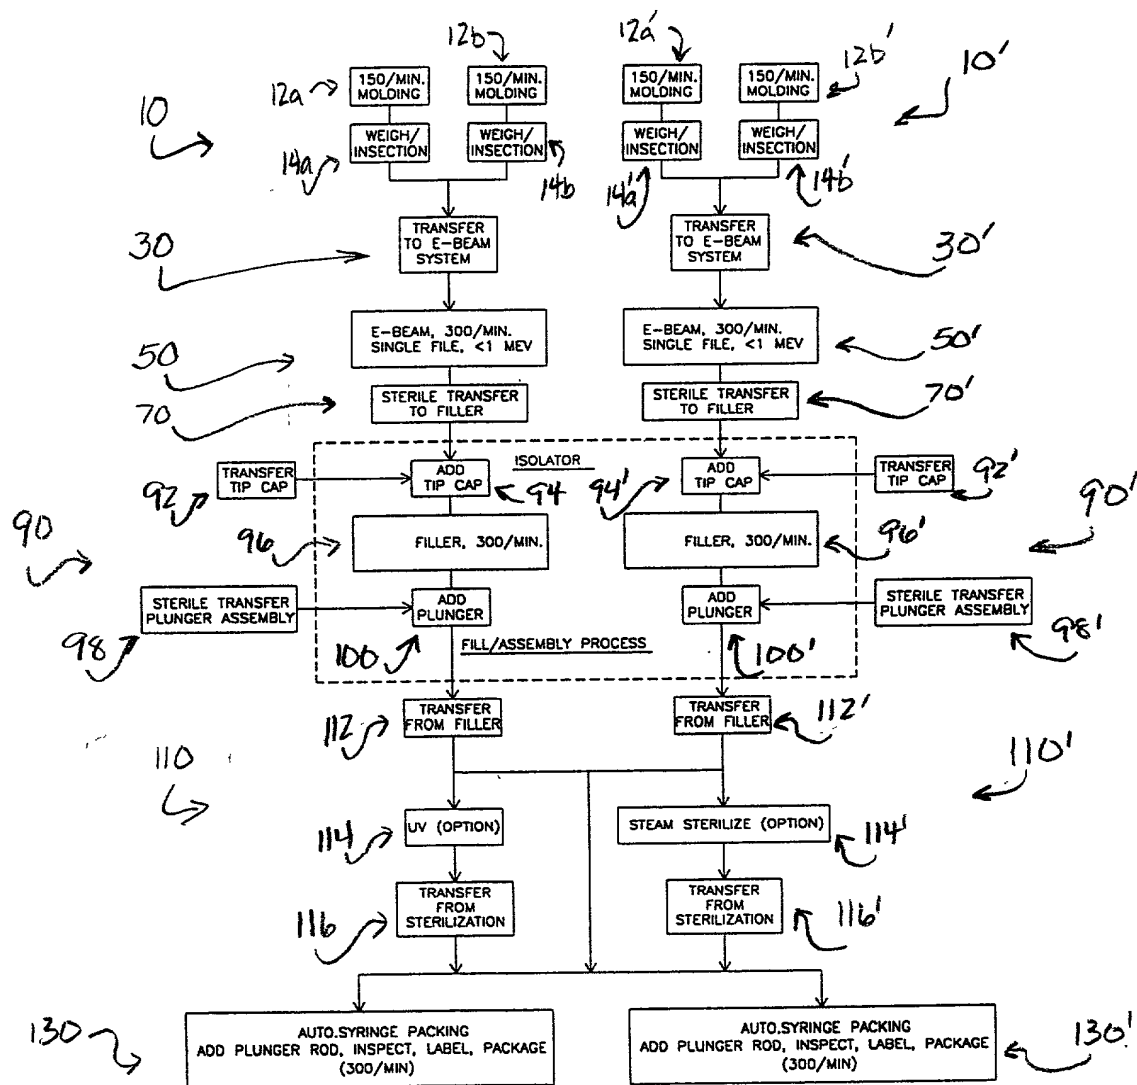 12b
12a'
150/MIN.
MOLDING
150/MIN.
MOLDING
150/MIN.
MOLDING
150/MIN.
MOLDING
12b'
12a
10'
10
WEIGH/
INSECTION
WEIGH/
INSECTION
WEIGH/
INSECTION
WEIGH/
INSECTION
14a
14b
14a'
14b'
TRANSFER
TO E-BEAM
SYSTEM
TRANSFER
TO E-BEAM
SYSTEM
30
30'
E-BEAM, 300/MIN.
SINGLE FILE, <1 MEV
E-BEAM, 300/MIN.
SINGLE FILE, <1 MEV
50
50'
STERILE TRANSFER
TO FILLER
STERILE TRANSFER
TO FILLER
70
70'
ISOLATOR
TRANSFER
TIP CAP
ADD
TIP CAP
ADD
TIP CAP
TRANSFER
TIP CAP
92
94
94'
92'
90
90'
96
FILLER, 300/MIN.
FILLER, 300/MIN.
96'
STERILE TRANSFER
PLUNGER ASSEMBLY
ADD
PLUNGER
ADD
PLUNGER
STERILE TRANSFER
PLUNGER ASSEMBLY
98
100
FILL/ASSEMBLY PROCESS
100'
98'
TRANSFER
FROM FILLER
TRANSFER
FROM FILLER
112
112'
110
110'
UV (OPTION)
STEAM STERILIZE (OPTION)
114
114'
TRANSFER
FROM
STERILIZATION
TRANSFER
FROM
STERILIZATION
116
116'
AUTO.SYRINGE PACKING
ADD PLUNGER ROD, INSPECT, LABEL, PACKAGE
(300/MIN)
AUTO.SYRINGE PACKING
ADD PLUNGER ROD, INSPECT, LABEL, PACKAGE
(300/MIN)
130
130'